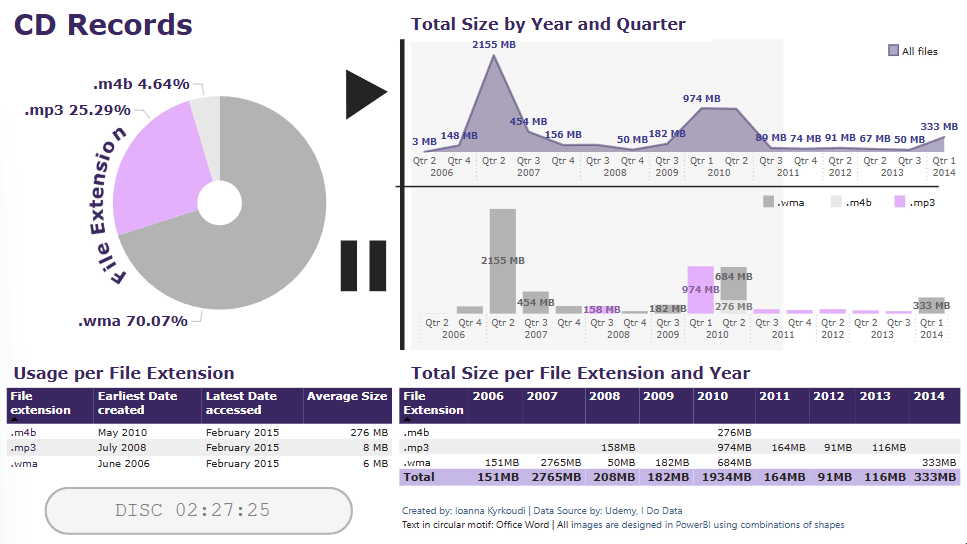 CD Records
.m4b 4.64%
.mp3 25.29%
File Extension
.wma 70.07%
Total Size by Year and Quarter
All files
2155 MB
974 MB
3 MB 148 MB 454 MB 156 MB 50 MB 182 MB 89 MB 74 MB 91 MB 67 MB 50 MB 333 MB
Qtr 2 Qtr 4 Qtr 2 Qtr 3 Qtr 4 Qtr 3 Qtr 4 Qtr 3 Qtr 1 Qtr 2 Qtr 3 Qtr 4 Qtr 2 Qtr 2 Qtr 3 Qtr 1
2006 2007 2008 2009 2010 2011 2012 2013 2014
.wma .m4b .mp3
2155 MB 684 MB
974 MB
454 MB 158 MB 182 MB 276 MB 333 MB
Qtr 2 Qtr 4 Qtr 2 Qtr 3 Qtr 4 Qtr 3 Qtr 4 Qtr 3 Qtr 1 Qtr 2 Qtr 3 Qtr 4 Qtr 2 Qtr 2 Qtr 3 Qtr 1
2006 2007 2008 2009 2010 2011 2012 2013 2014
Usage per File Extension
File extension Earliest Date created Latest Date accessed Average Size
.m4b May 2010 February 2015 276 MB
.mp3 July 2008 February 2015 8 MB
.wma June 2006 February 2015 6 MB
DISC 02:27:25
Total Size per File Extension and Year
File Extension 2006 2007 2008 2009 2010 2011 2012 2013 2014
.m4b 276MB
.mp3 158MB 974MB 164MB 91MB 116MB
.wma 151MB 2765MB 50MB 182MB 684MB 333MB
Total 151MB 2765MB 208MB 182MB 1934MB 164MB 91MB 116MB 333MB
Created by: Ioanna Kyrkoudi | Data Source by: Udemy, I Do Data
Text in circular motif: Office Word | All images are designed in PowerBI using combinations of shapes